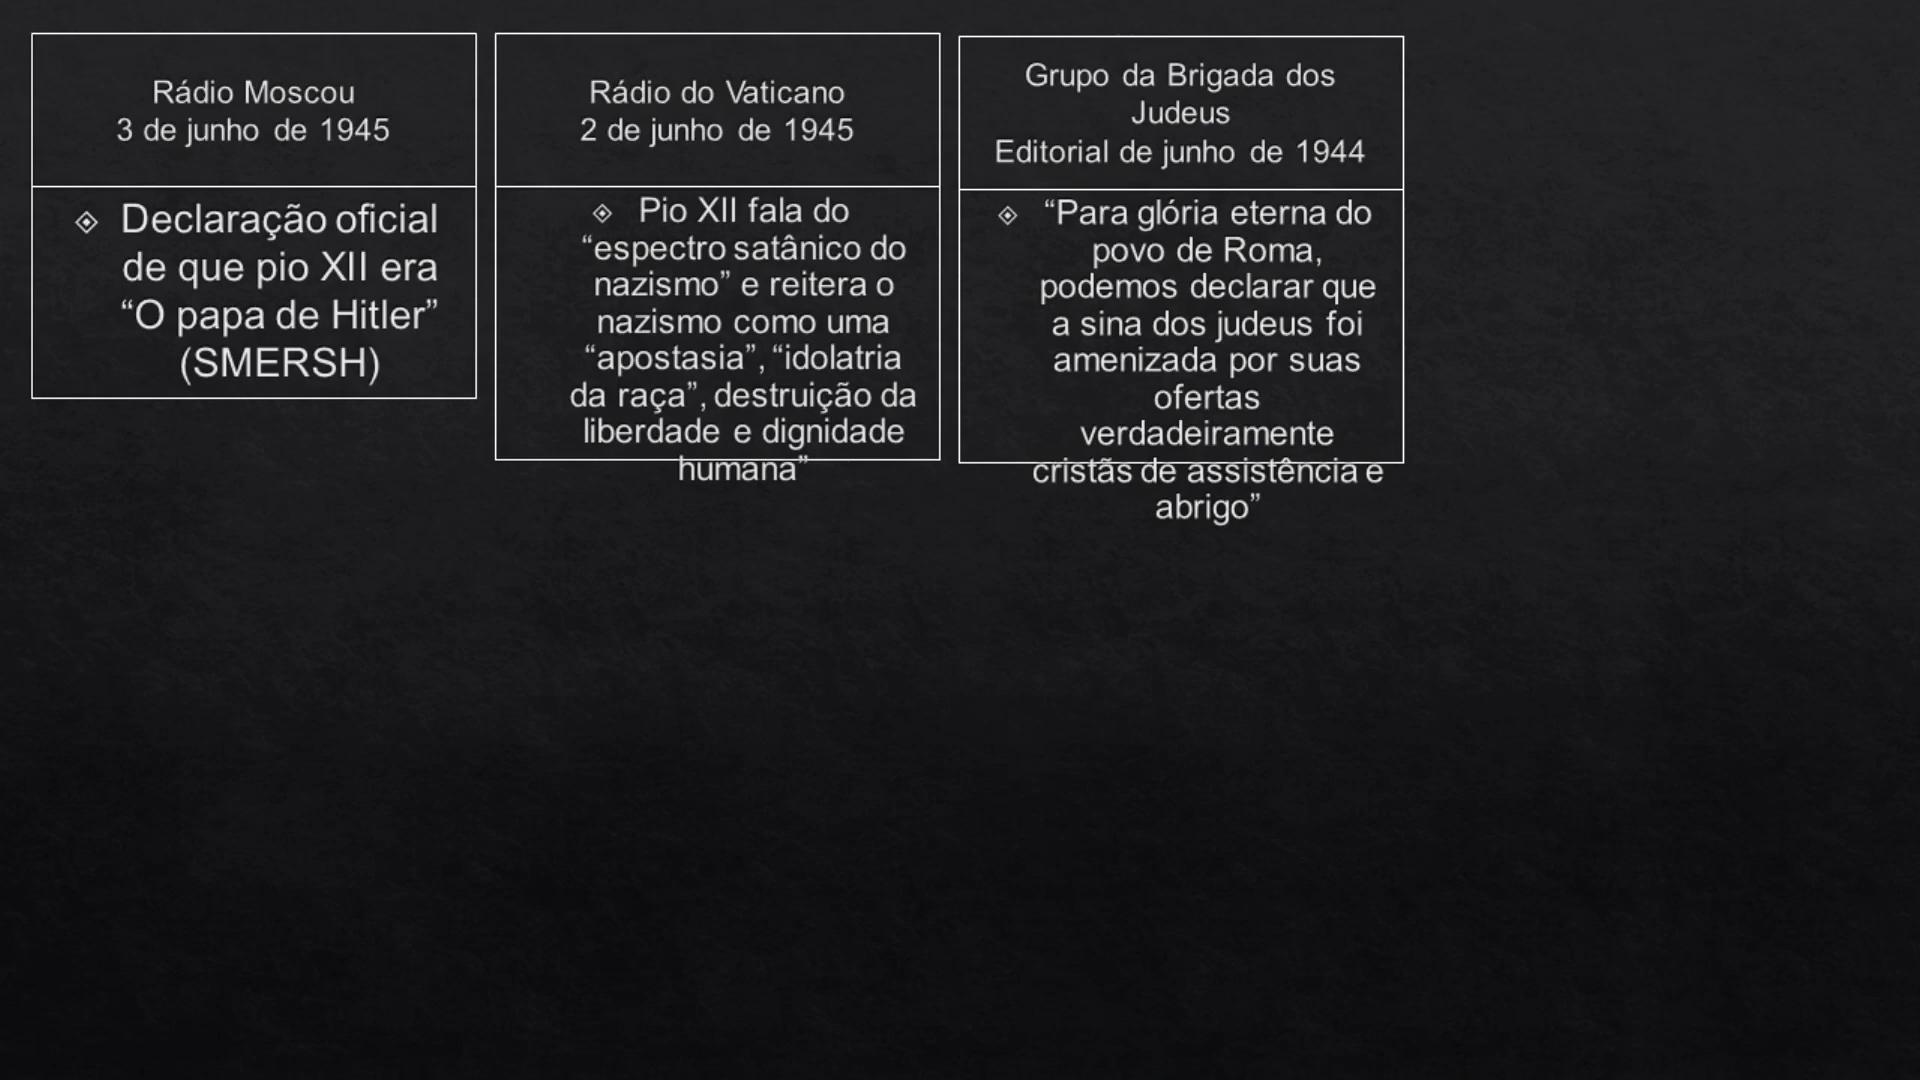 Rádio Moscou
3 de junho de 1945
Declaração oficial
de que pio XII era
“O papa de Hitler”
(SMERSH)
Rádio do Vaticano
2 de junho de 1945
Pio XII fala do
“espectro satânico do
nazismo” e reitera o
nazismo como uma
“apostasia”, “idolatria
da raça”, destruição da
liberdade e dignidade
humana”
Grupo da Brigada dos
Judeus
Editorial de junho de 1944
“Para glória eterna do
povo de Roma,
podemos declarar que
a sina dos judeus foi
amenizada por suas
ofertas
verdadeiramente
cristãs de assistência e
abrigo”